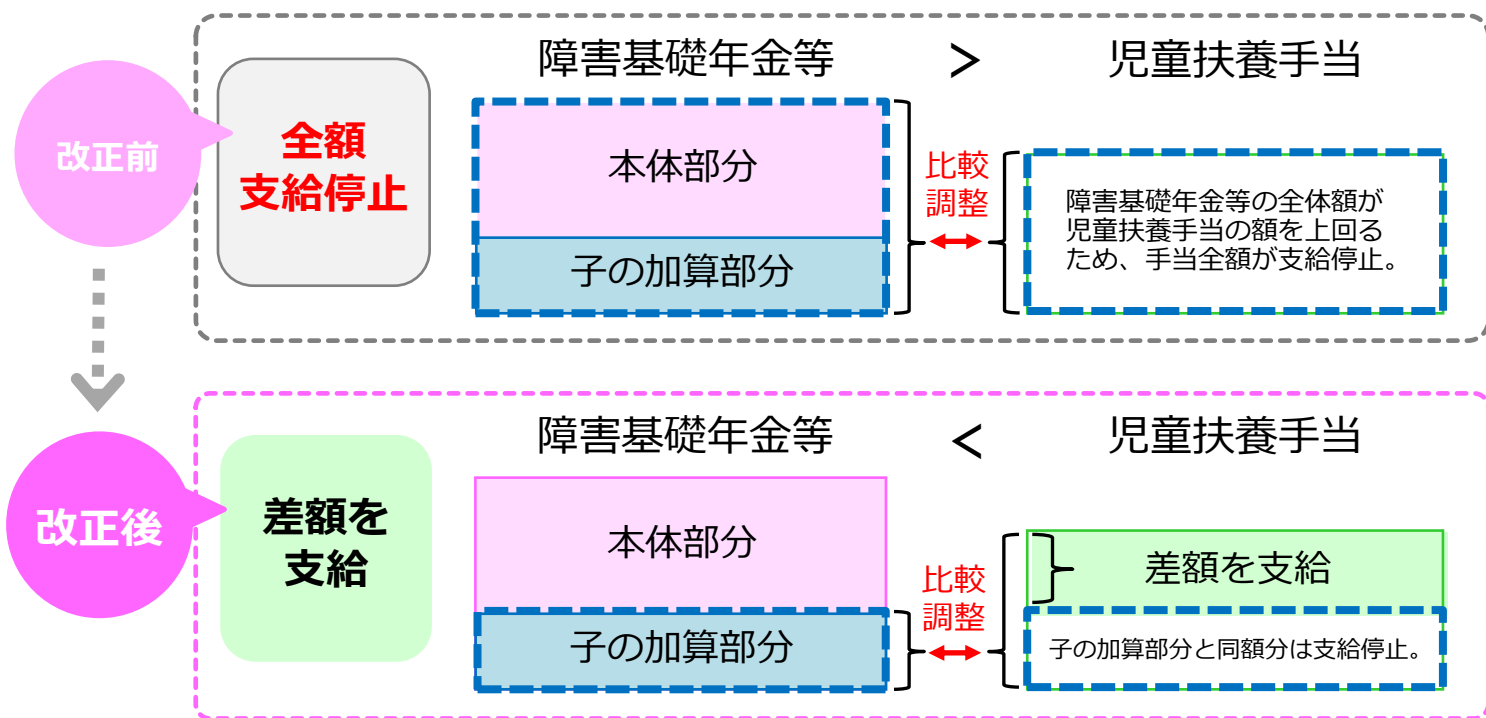 障害基礎年金等 > 児童扶養手当
改正前
全額
支給停止
本体部分
子の加算部分
比較
調整
障害基礎年金等の全体額が
児童扶養手当の額を上回る
ため、手当全額が支給停止。
障害基礎年金等 < 児童扶養手当
改正後
差額を
支給
本体部分
子の加算部分
比較
調整
差額を支給
子の加算部分と同額分は支給停止。